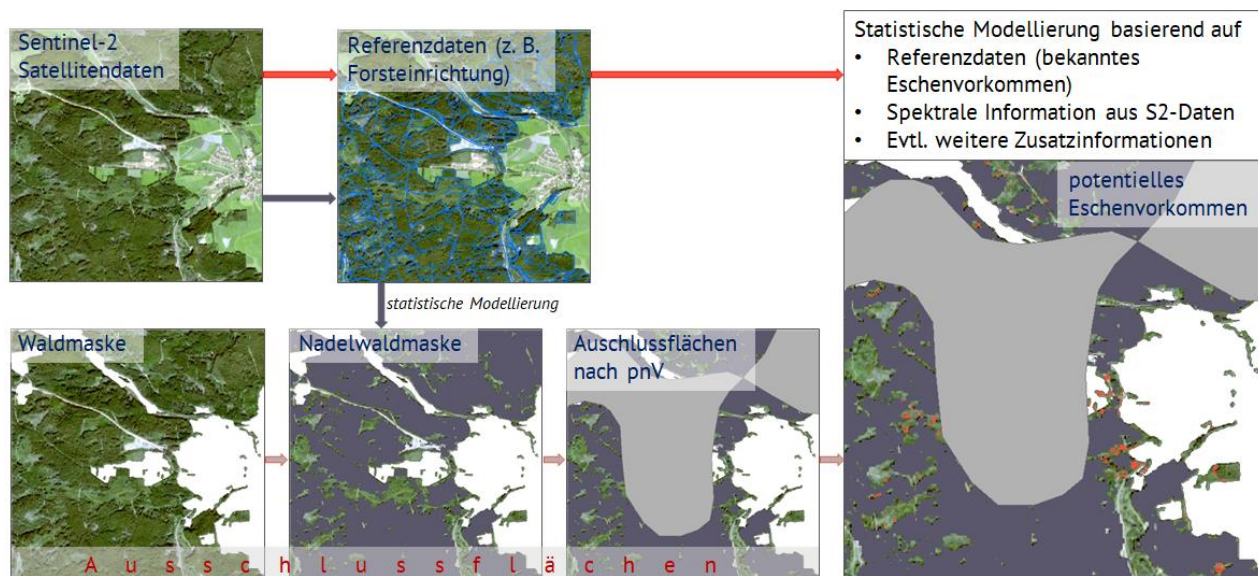 Sentinel-2
Satellitendaten
Referenzdaten (z. B.
Forsteinrichtung)
Statistische Modellierung basierend auf
• Referenzdaten (bekanntes
Eschenvorkommen)
• Spektrale Information aus S2-Daten
• Evtl. weitere Zusatzinformationen
potentielles
Eschenvorkommen
statistische Modellierung
Waldmaske
Nadelwaldmaske
Auschlussflächen
nach pnV
Ausschlussflächen